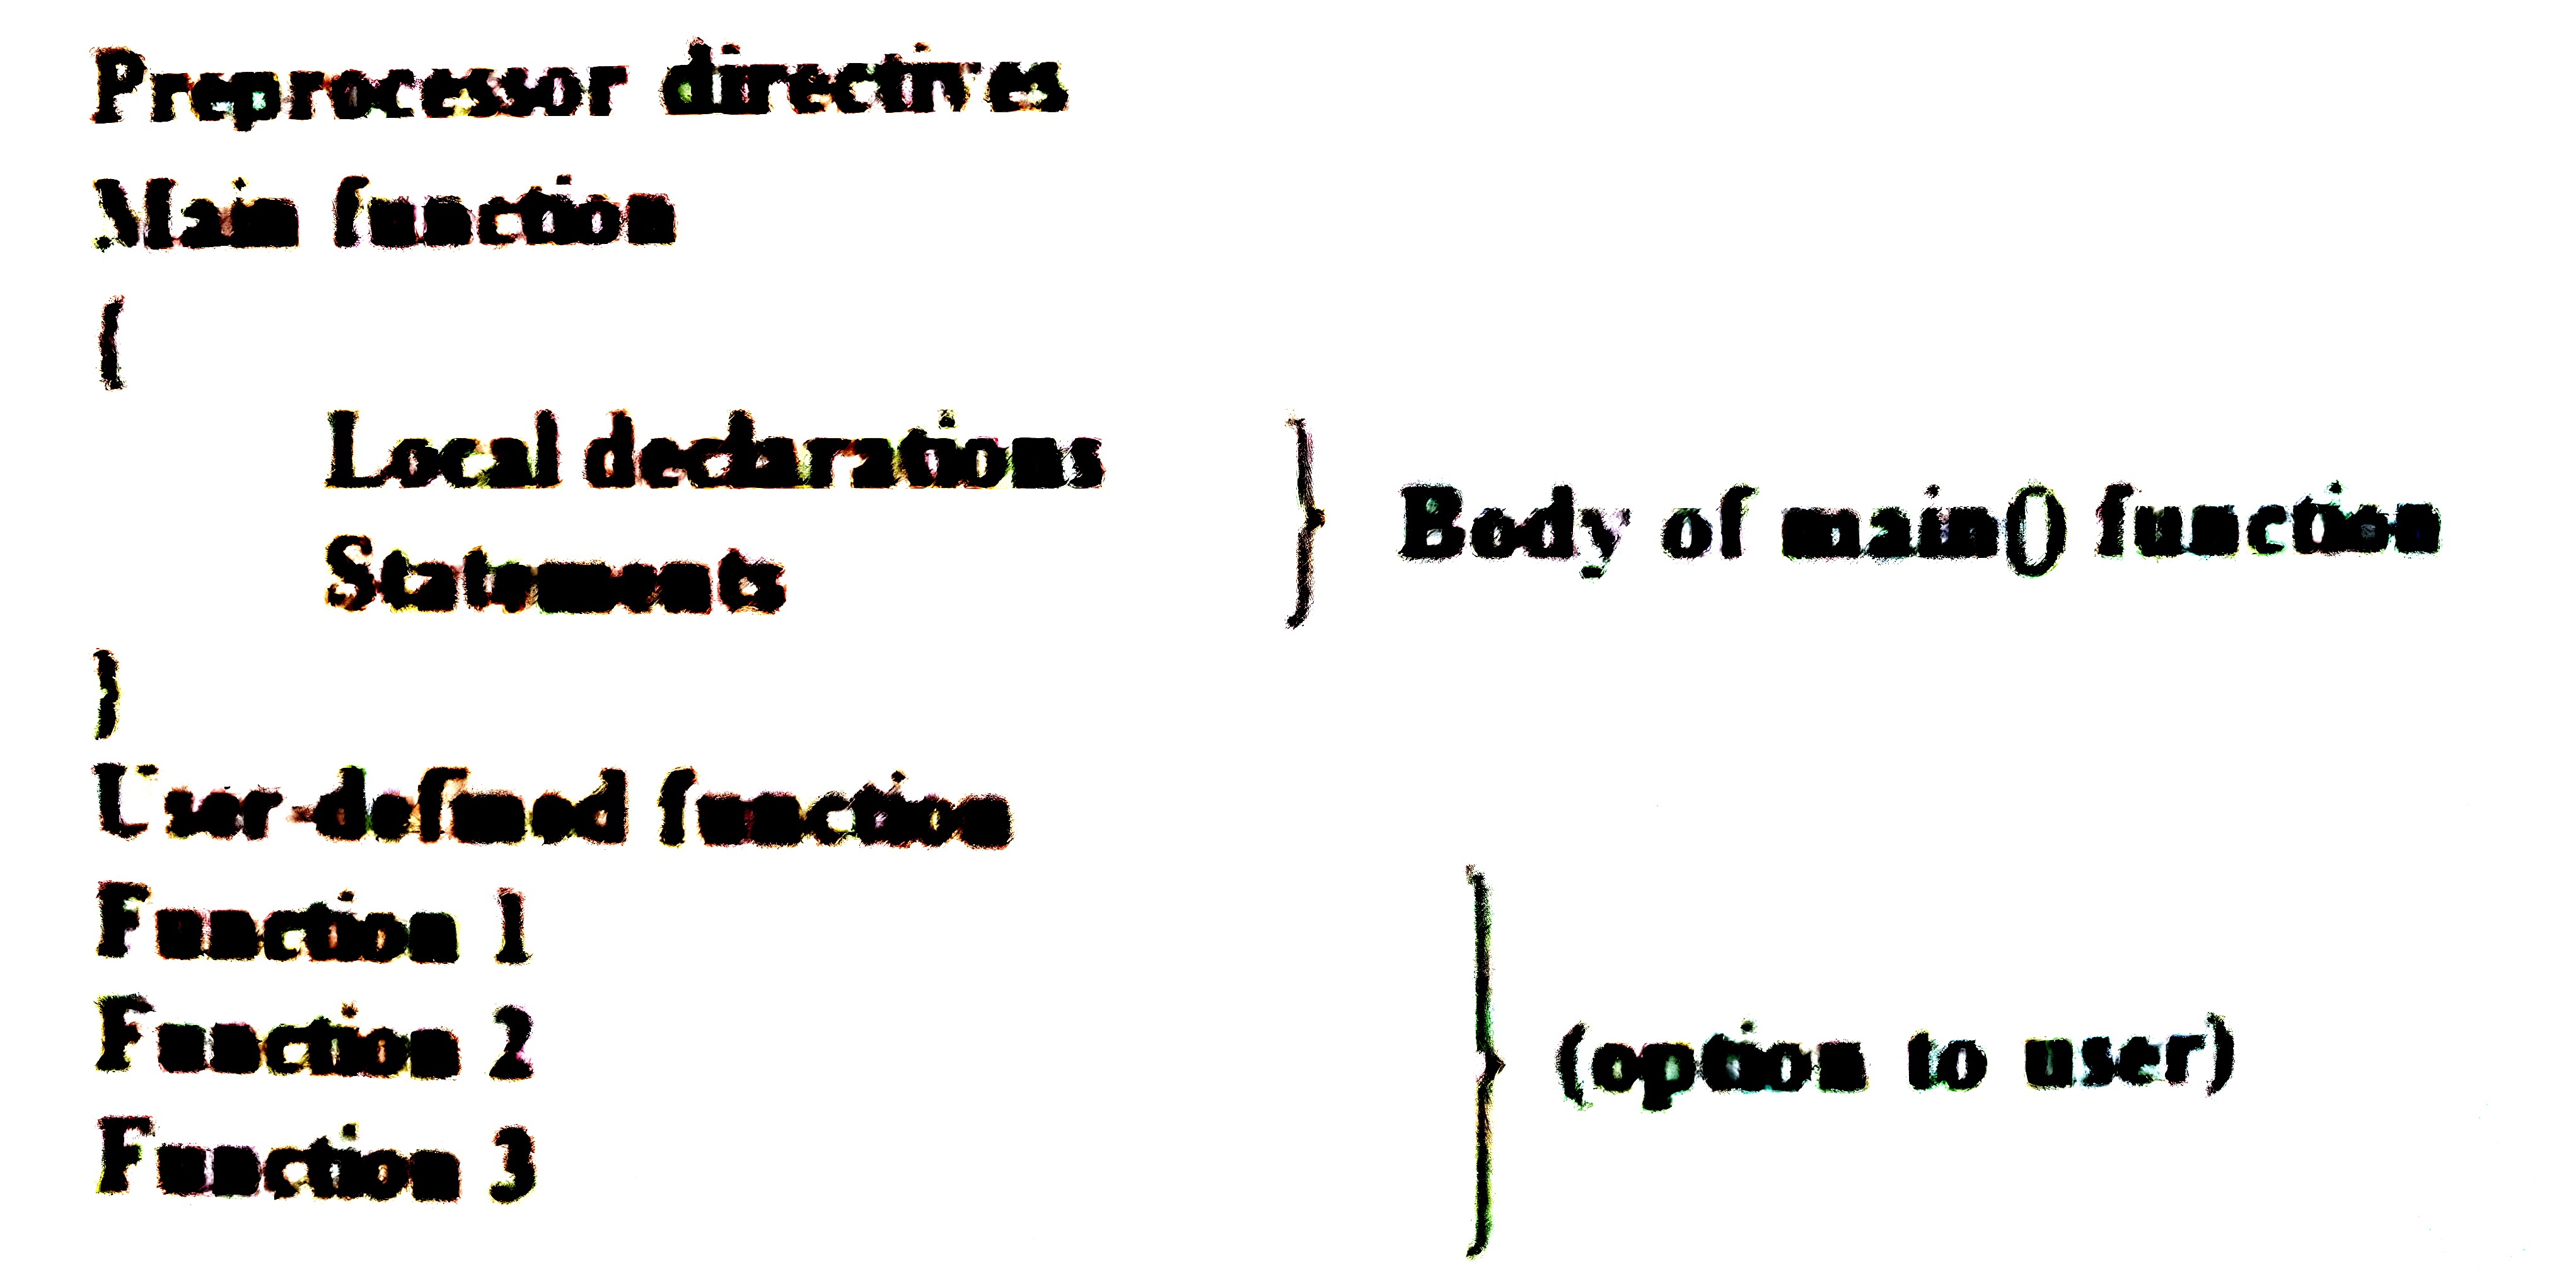 Preprocessor directives
Main function
{
Local declarations
Statements
} Body of main() function
}
User-defined function
Function 1
Function 2
Function 3
} (option to user)